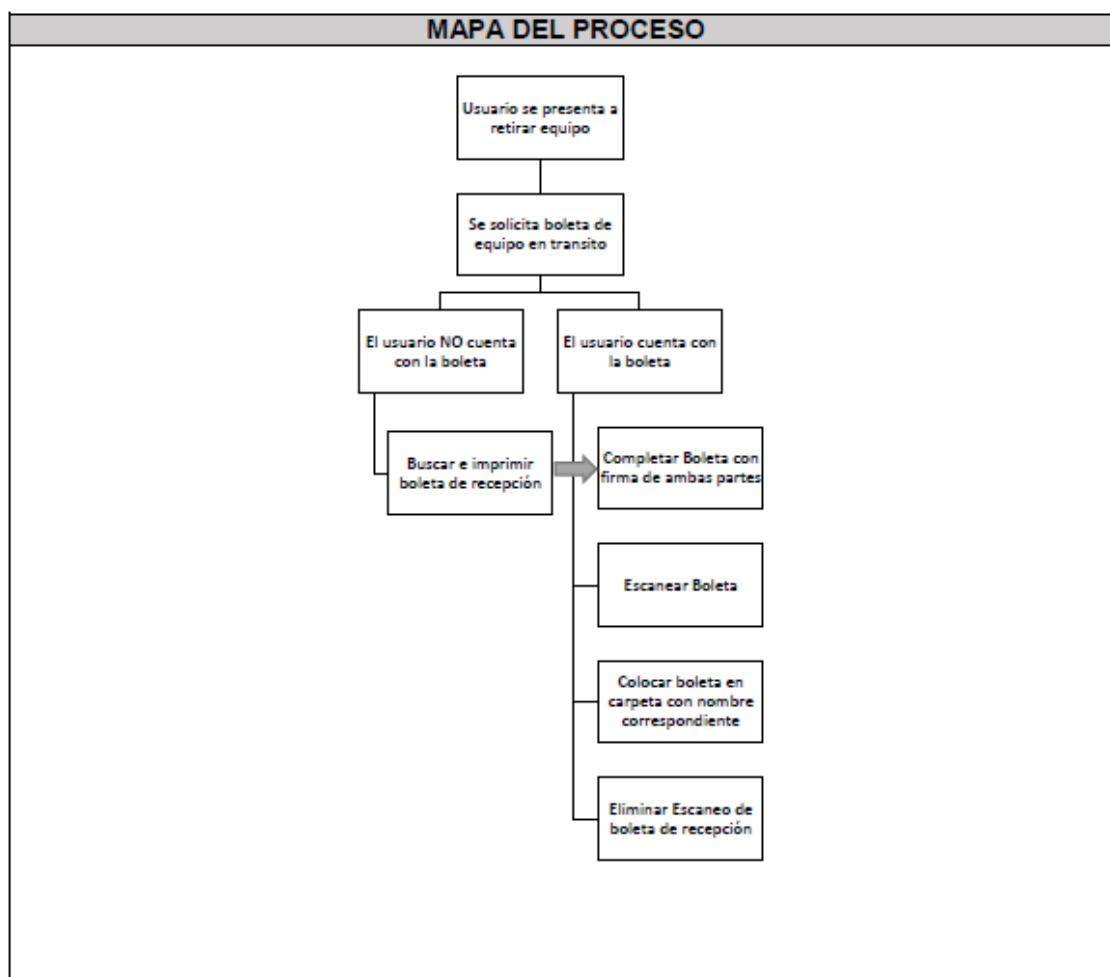 MAPA DEL PROCESO
Usuario se presenta a
retirar equipo
Se solicita boleta de
equipo en transito
El usuario NO cuenta
con la boleta
El usuario cuenta con
la boleta
Buscar e imprimir
boleta de recepción
Completar Boleta con
firma de ambas partes
Escanear Boleta
Colocar boleta en
carpeta con nombre
correspondiente
Eliminar Escaneo de
boleta de recepción